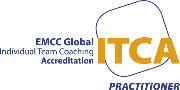 EMCC Global
Individual Team Coaching
Accreditation
ITCA
PRACTITIONER